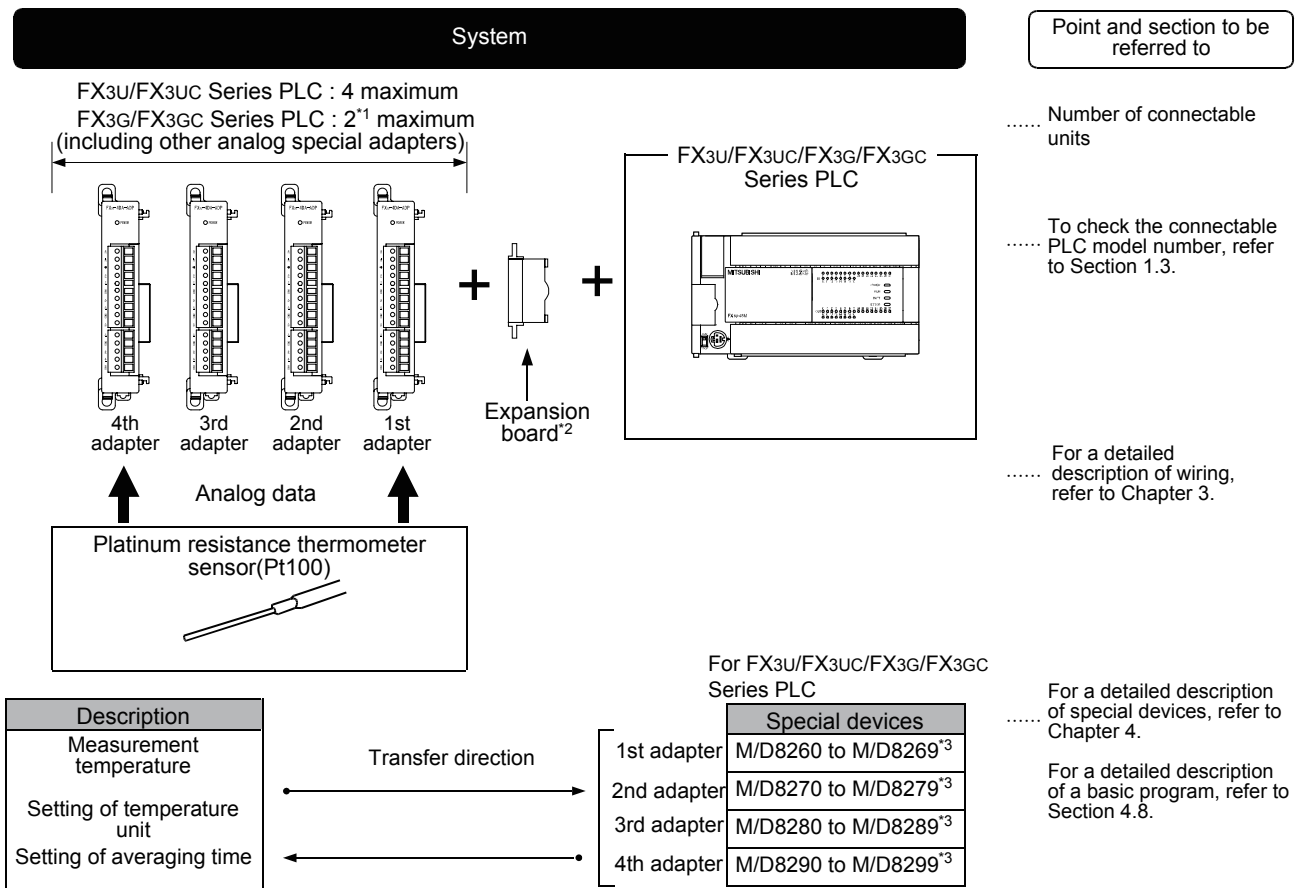 System
Point and section to be
referred to
FX3U/FX3UC Series PLC : 4 maximum
FX3G/FX3GC Series PLC : 2*1 maximum
(including other analog special adapters)
...... Number of connectable
units
FX3U/FX3UC/FX3G/FX3GC
Series PLC
To check the connectable
...... PLC model number, refer
to Section 1.3.
MITSUBISHI
4th
adapter
3rd
adapter
2nd
adapter
1st
adapter
Expansion
board*2
For a detailed
...... description of wiring,
refer to Chapter 3.
Analog data
Platinum resistance thermometer
sensor(Pt100)
For FX3U/FX3UC/FX3G/FX3GC
Series PLC
For a detailed description
...... of special devices, refer to
Chapter 4.
For a detailed description
of a basic program, refer to
Section 4.8.
Description
Measurement
temperature
Setting of temperature
unit
Setting of averaging time
Transfer direction
Special devices
1st adapter M/D8260 to M/D8269*3
2nd adapter M/D8270 to M/D8279*3
3rd adapter M/D8280 to M/D8289*3
4th adapter M/D8290 to M/D8299*3